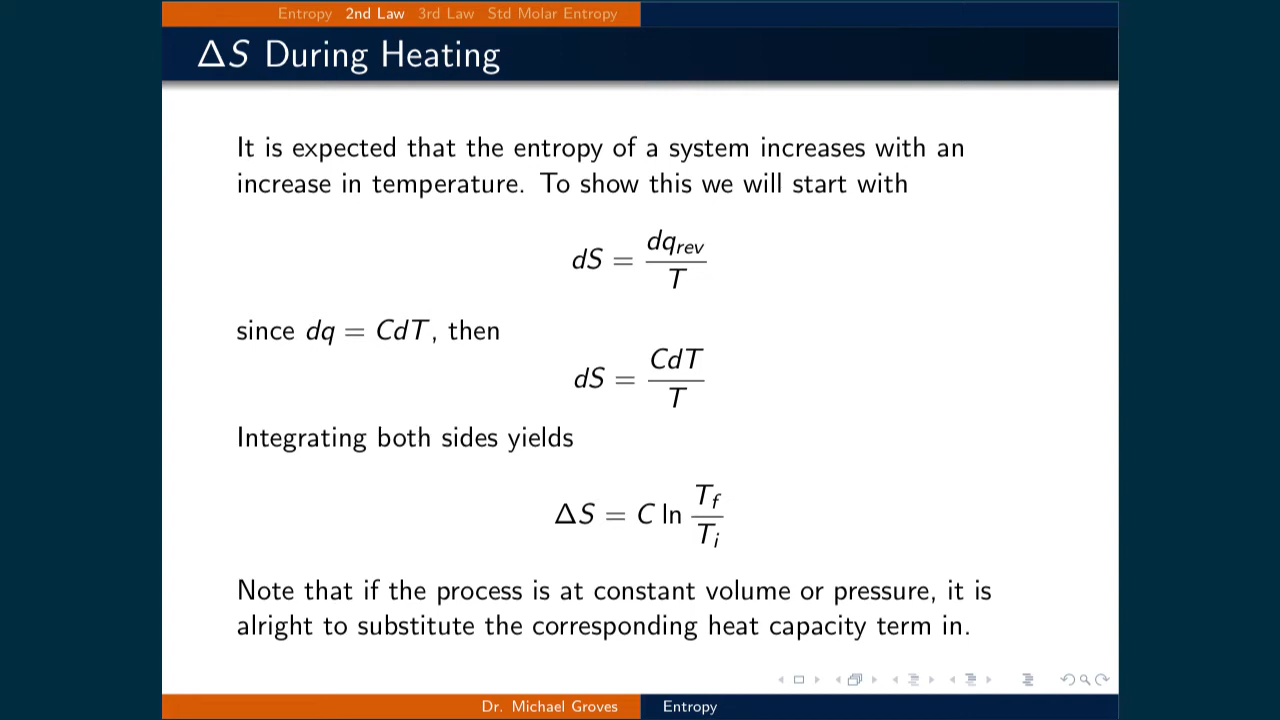 Entropy 2nd Law 3rd Law Std Molar Entropy
ΔS During Heating
It is expected that the entropy of a system increases with an
increase in temperature. To show this we will start with
dS = dq_rev / T
since dq = CdT, then
dS = CdT / T
Integrating both sides yields
ΔS = C ln T_f / T_i
Note that if the process is at constant volume or pressure, it is
alright to substitute the corresponding heat capacity term in.
Dr. Michael Groves Entropy